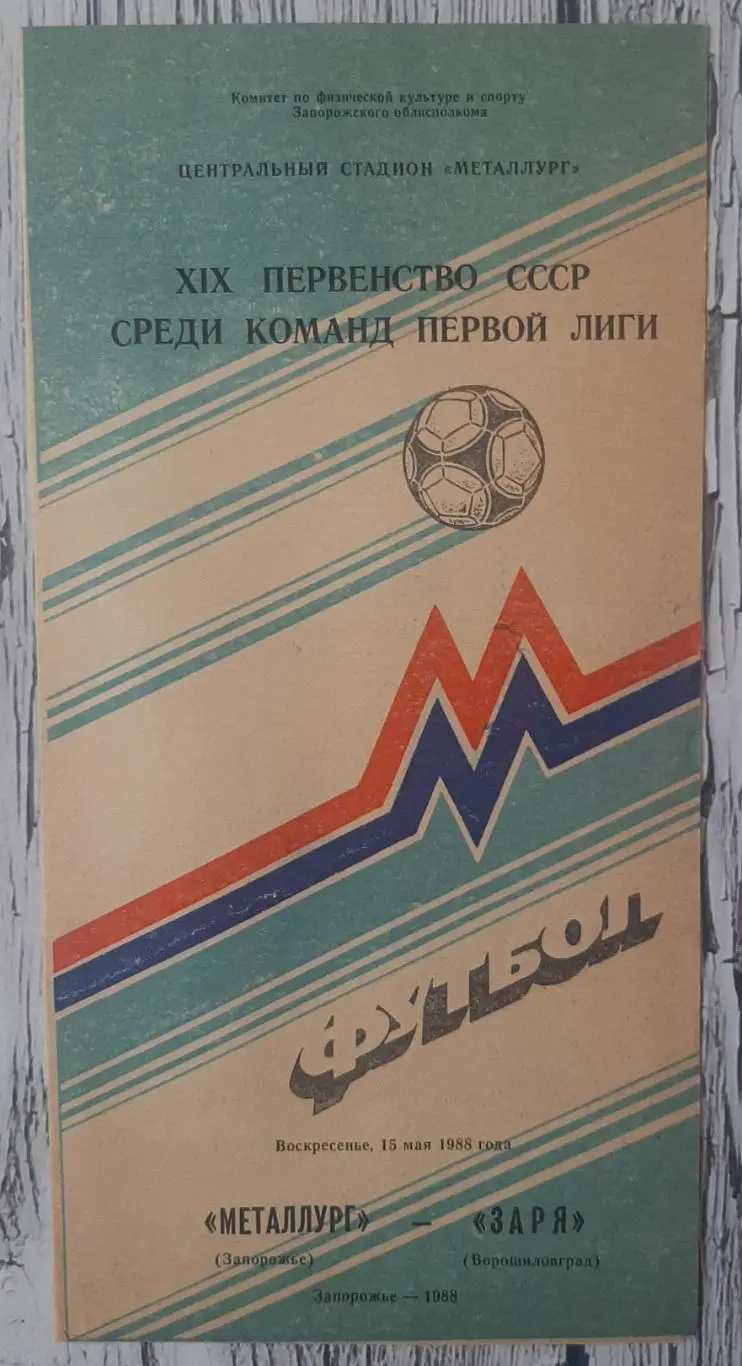 Комитет по физической культуре и спорту
Запорожского облисполкома
ЦЕНТРАЛЬНЫЙ СТАДИОН «МЕТАЛЛУРГ»
XIX ПЕРВЕНСТВО СССР
СРЕДИ КОМАНД ПЕРВОЙ ЛИГИ
ФУТБОЛ
Воскресенье, 15 мая 1988 года
«МЕТАЛЛУРГ» — «ЗАРЯ»
(Запорожье) (Ворошиловград)
Запорожье — 1988